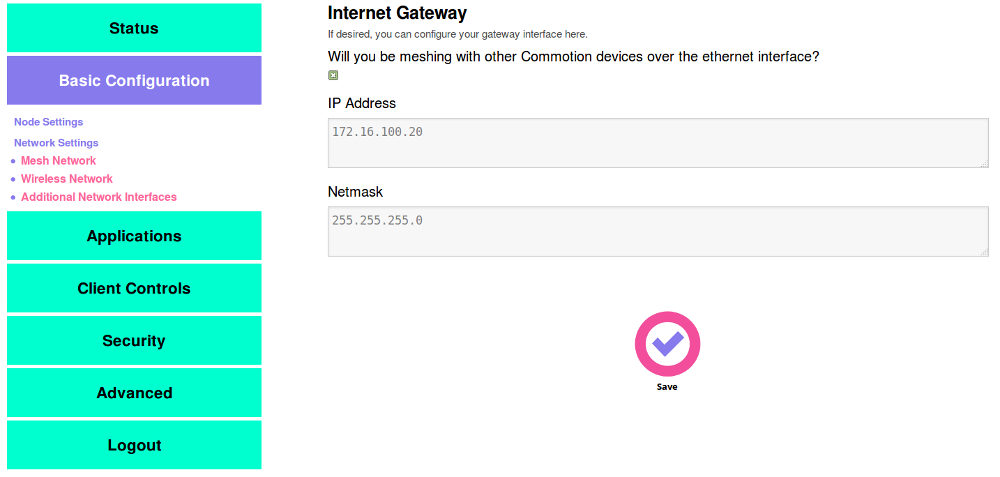 Status
Basic Configuration
Node Settings
Network Settings
Mesh Network
Wireless Network
Additional Network Interfaces
Applications
Client Controls
Security
Advanced
Logout
Internet Gateway
If desired, you can configure your gateway interface here.
Will you be meshing with other Commotion devices over the ethernet interface?
IP Address
172.16.100.20
Netmask
255.255.255.0
Save